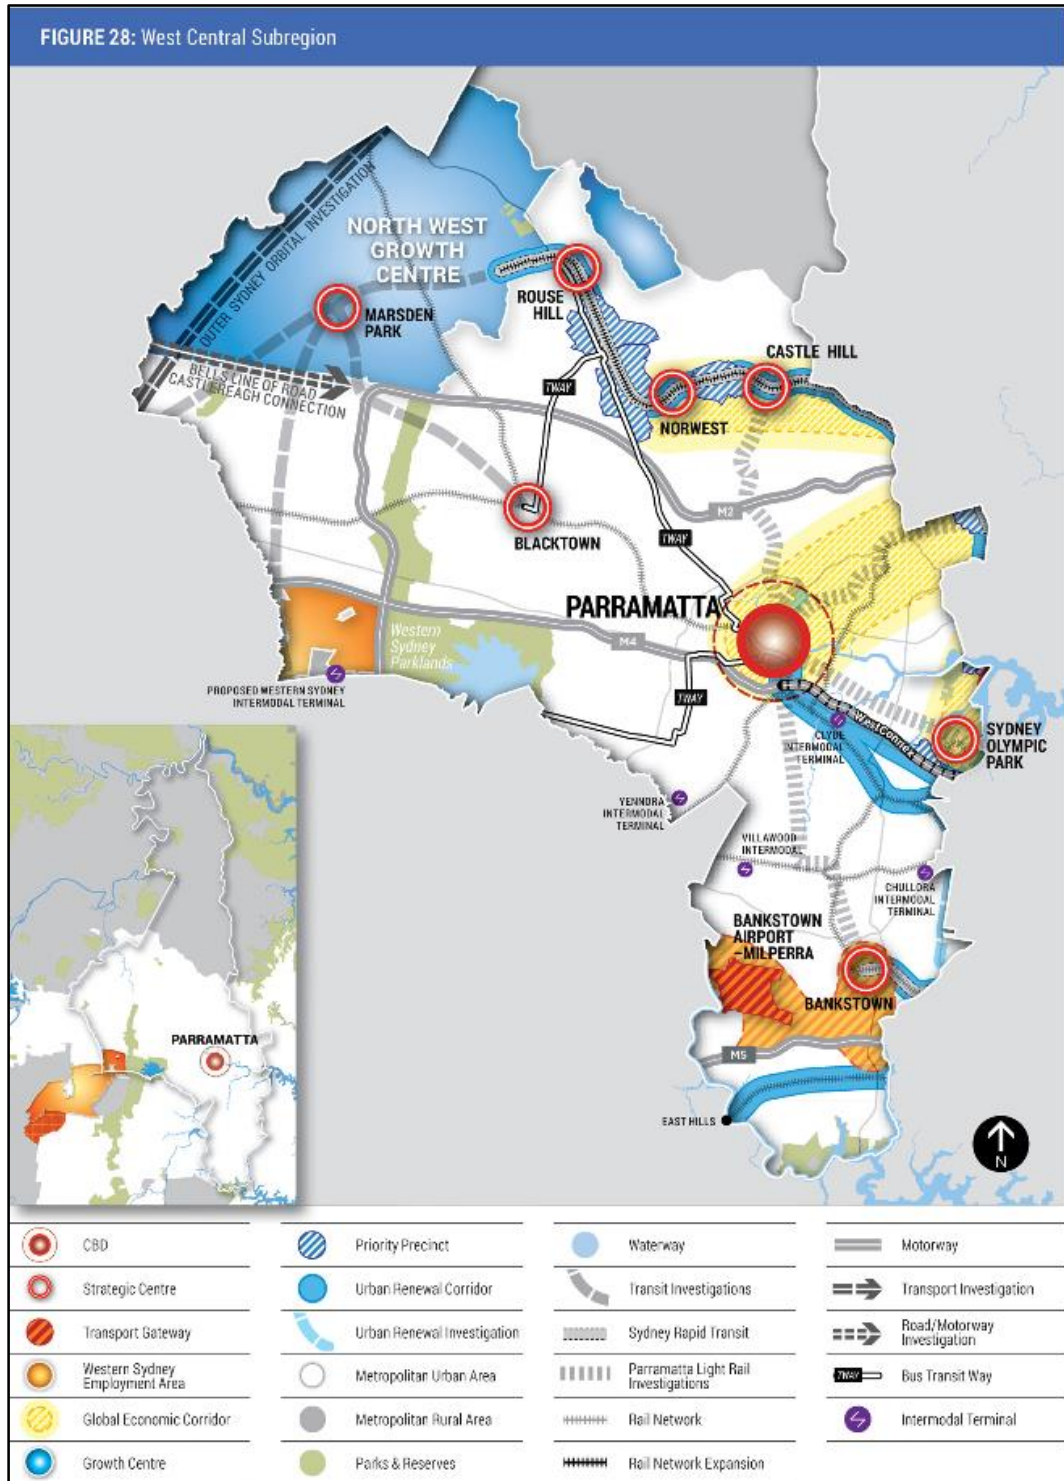 FIGURE 28: West Central Subregion
OUTER SYDNEY ORBITAL INVESTIGATION
NORTH WEST
GROWTH
CENTRE
MARSDEN
PARK
ROUSE
HILL
CASTLE HILL
BELLS LINE OF ROAD
CASTLEREAGH CONNECTION
TWAY
NORWEST
M2
BLACKTOWN
TWAY
PARRAMATTA
Western
Sydney
Parklands
M4
PROPOSED WESTERN SYDNEY
INTERMODAL TERMINAL
TWAY
WestConnex
CLYDE
INTERMODAL
TERMINAL
SYDNEY
OLYMPIC
PARK
YENNORA
INTERMODAL
TERMINAL
VILLAWOOD
INTERMODAL
CHULLORA
INTERMODAL
TERMINAL
BANKSTOWN
AIRPORT
–MILPERRA
BANKSTOWN
M5
EAST HILLS
N
PARRAMATTA
CBD
Priority Precinct
Waterway
Motorway
Strategic Centre
Urban Renewal Corridor
Transit Investigations
Transport Investigation
Transport Gateway
Urban Renewal Investigation
Sydney Rapid Transit
Road/Motorway
Investigation
Western Sydney
Employment Area
Metropolitan Urban Area
Parramatta Light Rail
Investigations
TWAY
Bus Transit Way
Global Economic Corridor
Metropolitan Rural Area
Rail Network
Intermodal Terminal
Growth Centre
Parks & Reserves
Rail Network Expansion